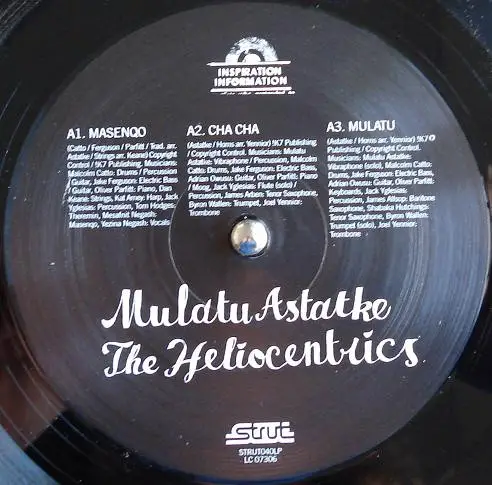 INSPIRATION
INFORMATION
A1. MASENQO
(Catto / Ferguson / Parfitt / Trad. arr.
Astatke / Strings arr. Keane) Copyright
Control / !K7 Publishing, Musicians:
Malcolm Catto: Drums / Percussion
/ Guitar, Jake Ferguson: Electric Bass
/ Guitar, Oliver Parfitt: Piano, Dan
Keane: Strings, Kat Arney: Harp, Jack
Yglesias: Percussion, Tom Hodges:
Theremin, Mesafnit Negash:
Masenqo, Yezina Negash: Vocals
A2. CHA CHA
(Astatke / Horns arr. Yennior) !K7 Publishing
/ Copyright Control. Musicians: Mulatu
Astatke: Vibraphone / Percussion, Malcolm
Catto: Drums, Jake Ferguson: Electric Bass,
Adrian Owusu: Guitar, Oliver Parfitt: Piano
/ Moog, Jack Yglesias: Flute (solo) /
Percussion, James Arben: Tenor Saxophone,
Byron Wallen: Trumpet, Joel Yennior:
Trombone
A3. MULATU
(Astatke / Horns arr. Yennior) !K7
Publishing / Copyright Control. Musicians:
Mulatu Astatke: Vibraphone, Malcolm Catto:
Drums, Jake Ferguson: Electric Bass,
Adrian Owusu: Guitar, Oliver Parfitt:
Keyboards, Jack Yglesias:
Percussion, James Allsop: Baritone
Saxophone, Shabaka Hutchings:
Tenor Saxophone, Byron Wallen:
Trumpet (solo), Joel Yennior:
Trombone
Mulatu Astatke
The Heliocentrics
Strut
STRUT040LP
LC 07306